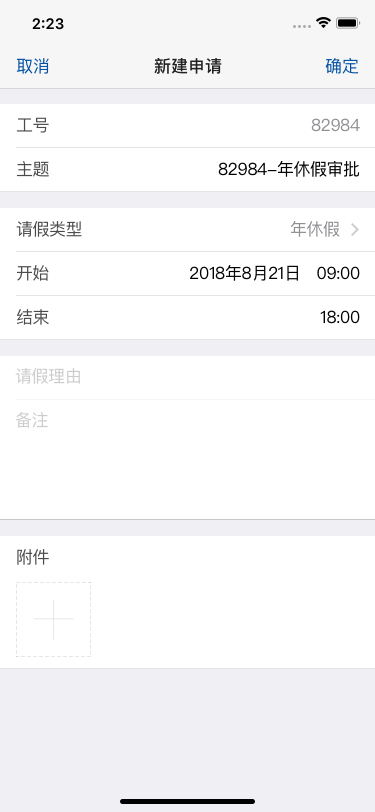 2:23
取消 新建申请 确定
工号 82984
主题 82984-年休假审批
请假类型 年休假
开始 2018年8月21日 09:00
结束 18:00
请假理由
备注
附件